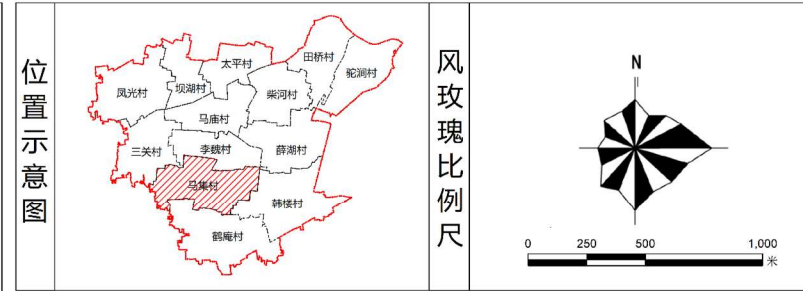 位置示意图
田桥村
太平村
驼涧村
坝湖村
柴河村
凤光村
马庙村
三关村
李魏村
薛湖村
马集村
韩楼村
鹤庵村
风玫瑰比例尺
N
0 250 500 1,000
米